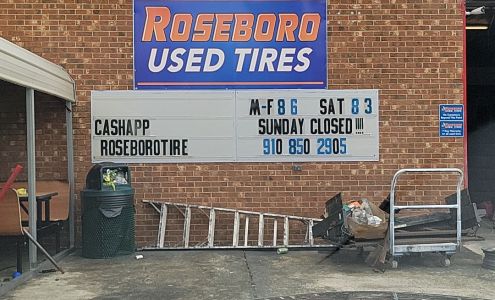 ROSEBORO
USED TIRES
M-F 8 6 SAT 8 3
CASHAPP
SUNDAY CLOSED!!!!
ROSEBOROTIRE
910 850 2905